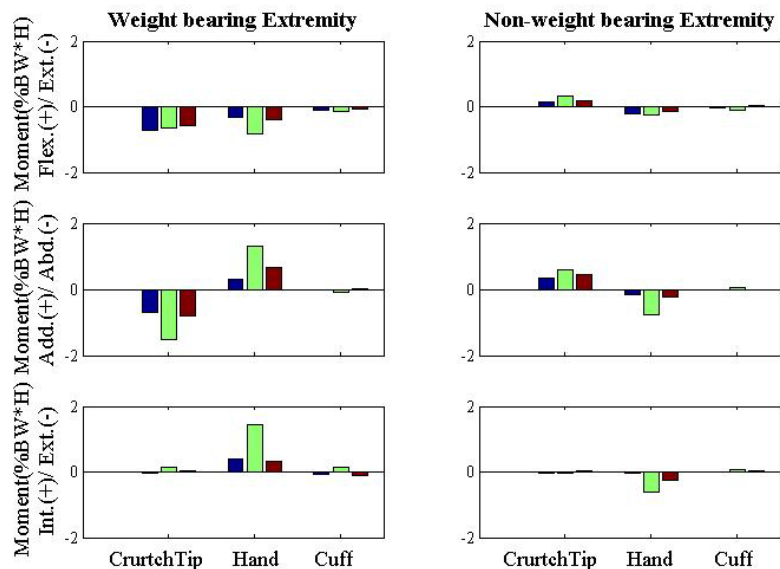 Weight bearing Extremity
Non-weight bearing Extremity
Moment(%BW*H)
Flex.(+)/ Ext.(-)
2
0
-2
2
0
-2
Moment(%BW*H)
Add.(+)/ Abd.(-)
2
0
-2
2
0
-2
Moment(%BW*H)
Int.(+)/ Ext.(-)
2
0
-2
2
0
-2
CrurtchTip Hand Cuff
CrurtchTip Hand Cuff